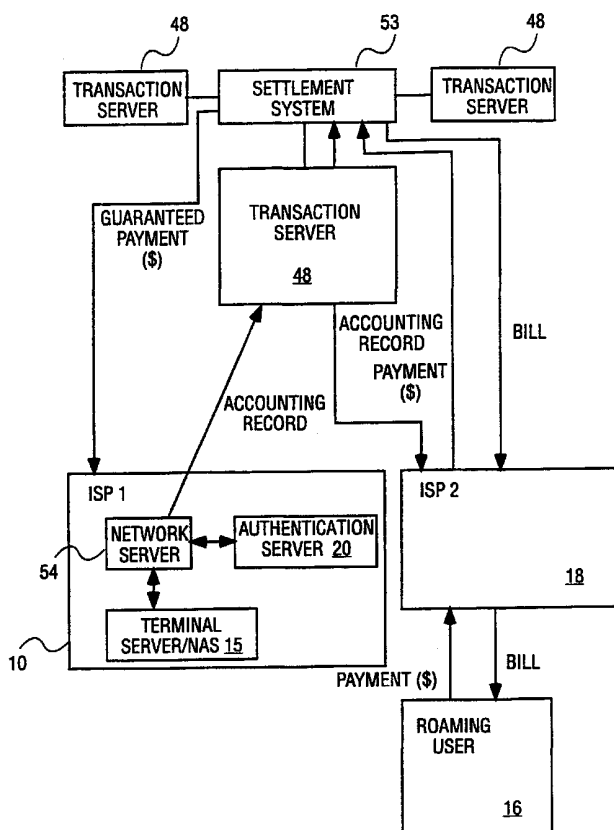 48
53
48
TRANSACTION
SERVER
SETTLEMENT
SYSTEM
TRANSACTION
SERVER
GUARANTEED
PAYMENT
($)
TRANSACTION
SERVER
48
ACCOUNTING
RECORD
PAYMENT
($)
BILL
ACCOUNTING
RECORD
ISP 1
NETWORK
SERVER
54
AUTHENTICATION
SERVER 20
TERMINAL
SERVER/NAS 15
10
ISP 2
18
PAYMENT ($)
BILL
ROAMING
USER
16